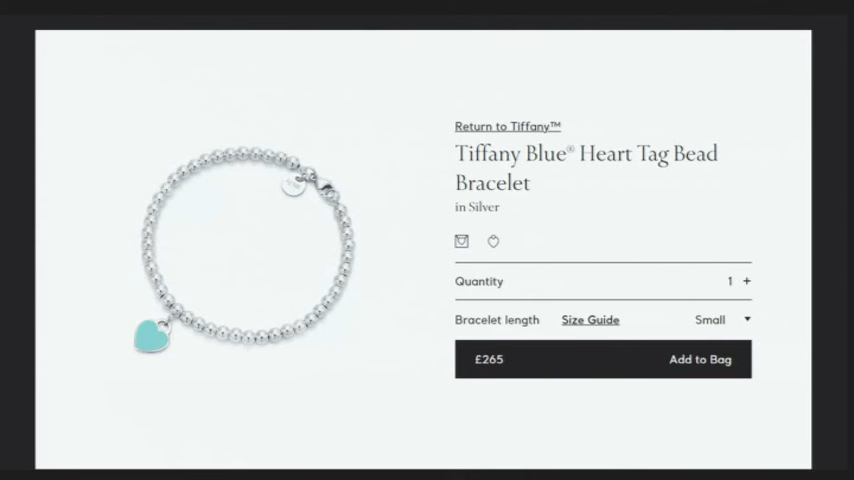 Return to Tiffany™
Tiffany Blue® Heart Tag Bead
Bracelet
in Silver
Quantity 1 +
Bracelet length Size Guide Small
£265 Add to Bag